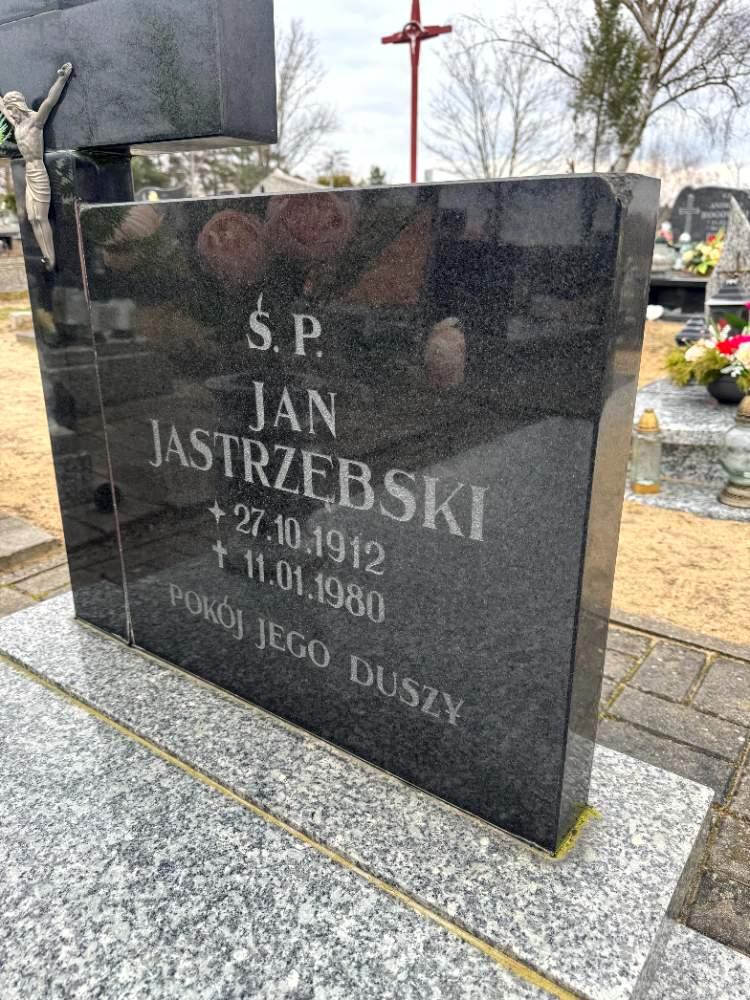 Ś. P.
JAN
JASTRZĘBSKI
✦ 27.10.1912
✝ 11.01.1980
POKÓJ JEGO DUSZY